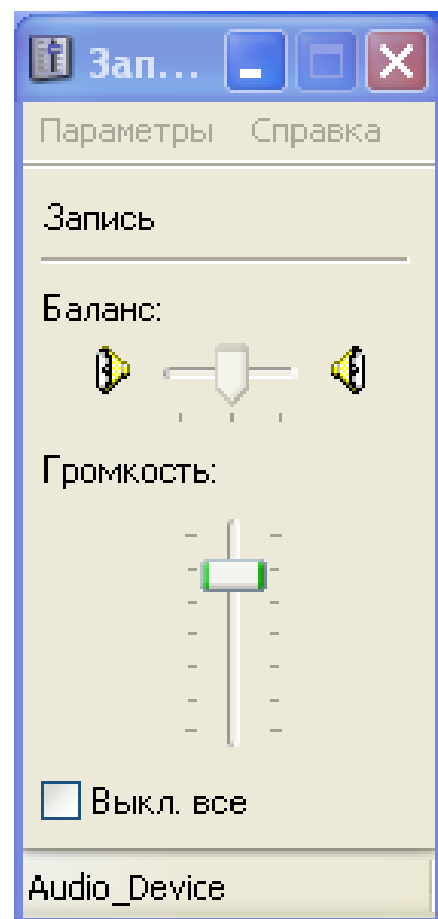 Зап...
Параметры Справка
Запись
Баланс:
Громкость:
Выкл. все
Audio_Device